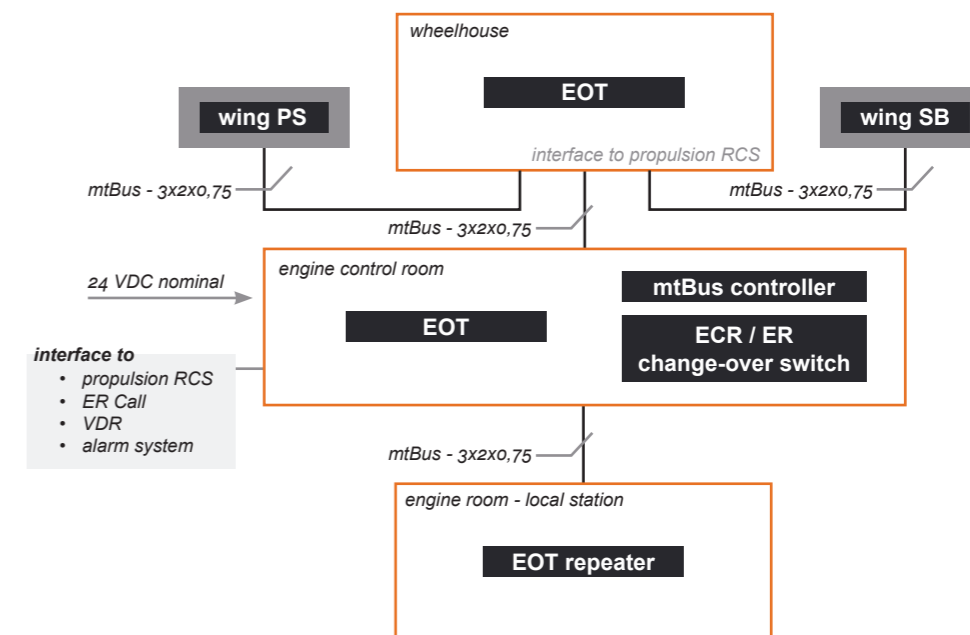 wheelhouse
EOT
interface to propulsion RCS
wing PS
wing SB
mtBus - 3x2x0,75
mtBus - 3x2x0,75
mtBus - 3x2x0,75
engine control room
24 VDC nominal
mtBus controller
EOT
ECR / ER
change-over switch
interface to
• propulsion RCS
• ER Call
• VDR
• alarm system
mtBus - 3x2x0,75
engine room - local station
EOT repeater